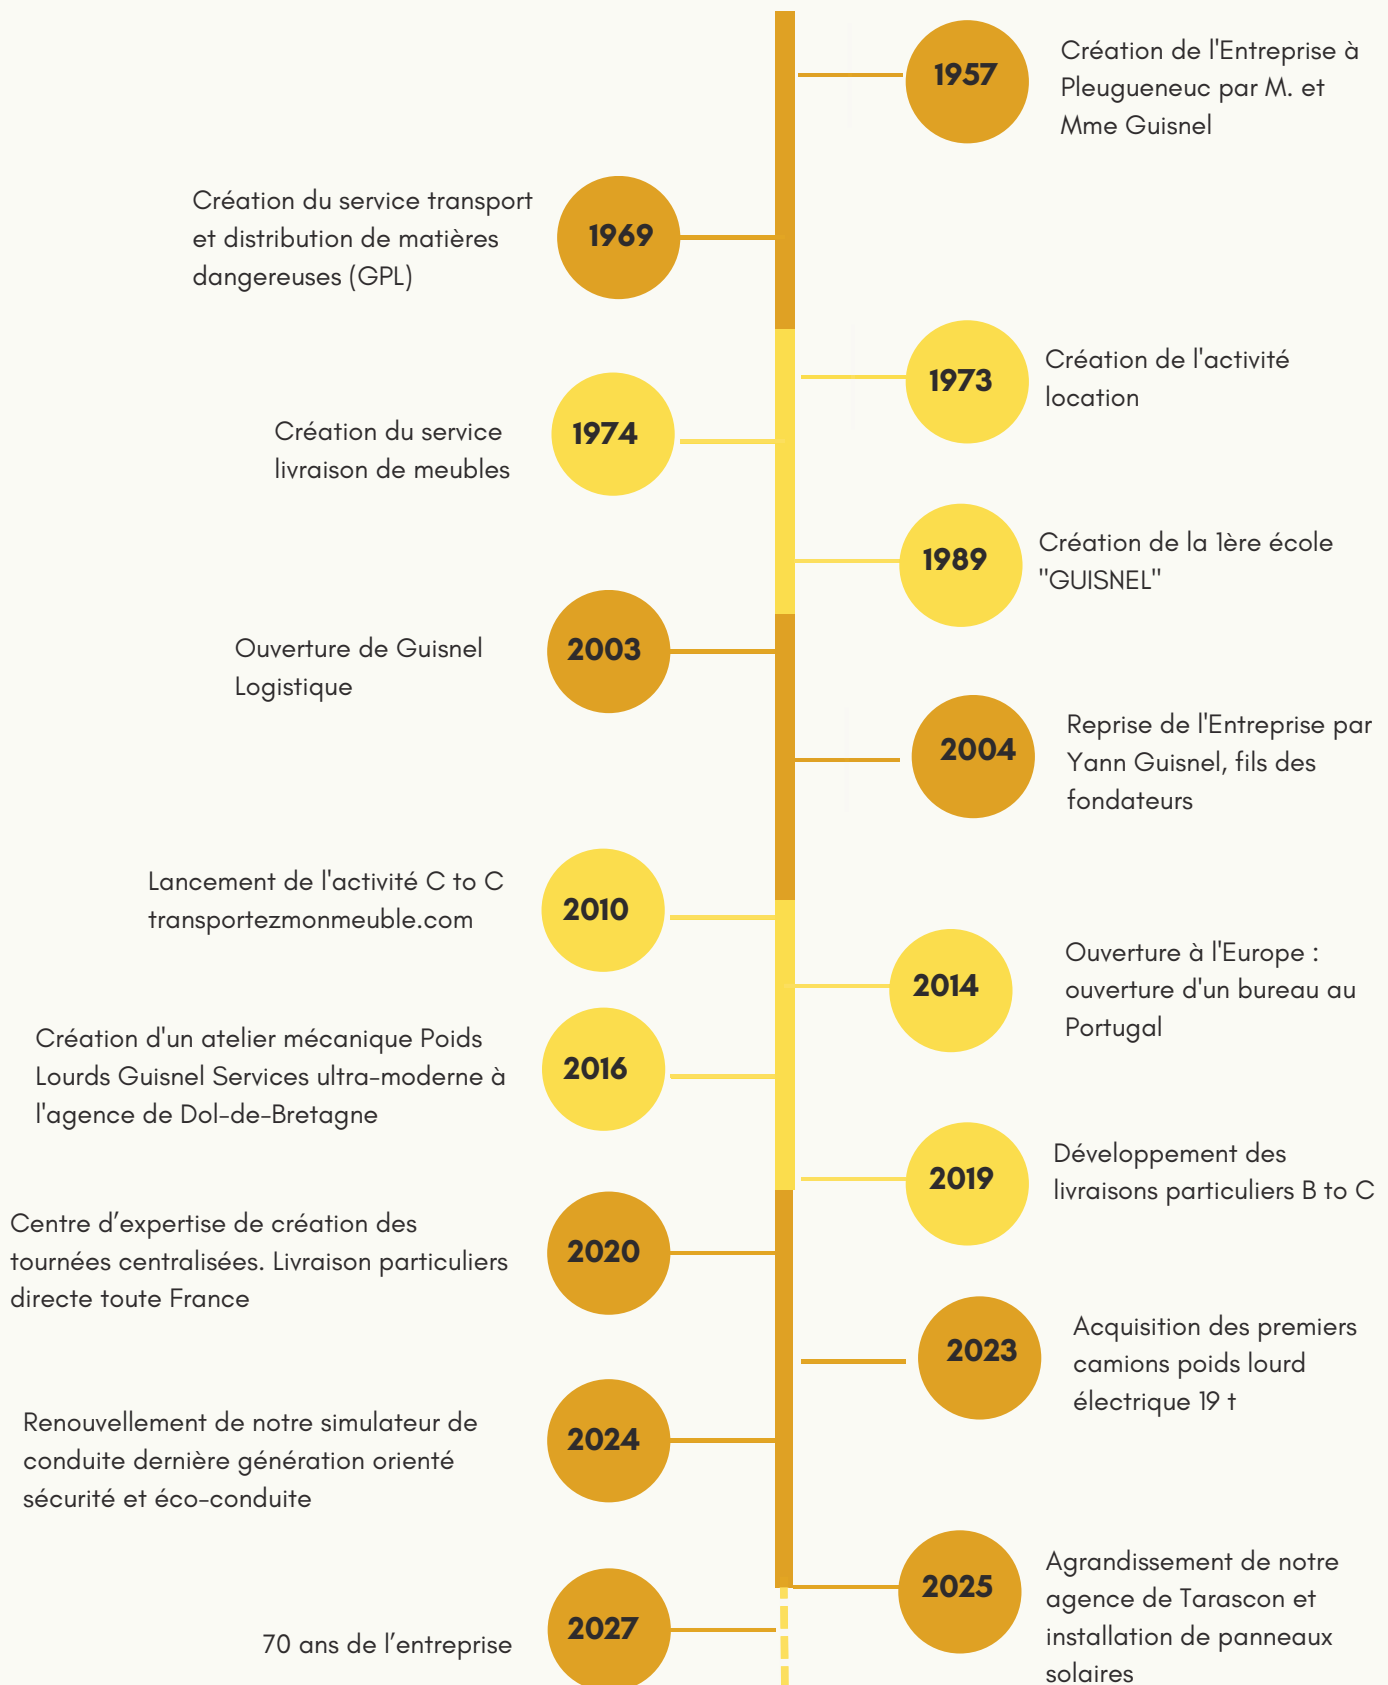 1957
Création de l'Entreprise à
Pleugueneuc par M. et
Mme Guisnel
Création du service transport
et distribution de matières
dangereuses (GPL)
1969
1973
Création de l'activité
location
Création du service
livraison de meubles
1974
1989
Création de la 1ère école
"GUISNEL"
Ouverture de Guisnel
Logistique
2003
2004
Reprise de l'Entreprise par
Yann Guisnel, fils des
fondateurs
Lancement de l'activité C to C
transportezmonmeuble.com
2010
2014
Ouverture à l'Europe :
ouverture d'un bureau au
Portugal
Création d'un atelier mécanique Poids
Lourds Guisnel Services ultra-moderne à
l'agence de Dol-de-Bretagne
2016
2019
Développement des
livraisons particuliers B to C
Centre d’expertise de création des
tournées centralisées. Livraison particuliers
directe toute France
2020
2023
Acquisition des premiers
camions poids lourd
électrique 19 t
Renouvellement de notre simulateur de
conduite dernière génération orienté
sécurité et éco-conduite
2024
2025
Agrandissement de notre
agence de Tarascon et
installation de panneaux
solaires
70 ans de l’entreprise
2027